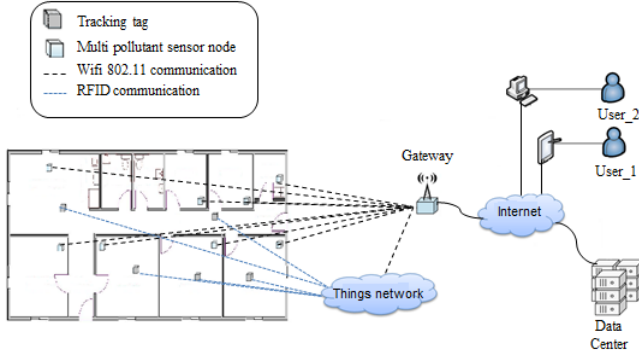 Tracking tag
Multi pollutant sensor node
Wifi 802.11 communication
RFID communication
Gateway
User_2
User_1
Internet
Things network
Data
Center